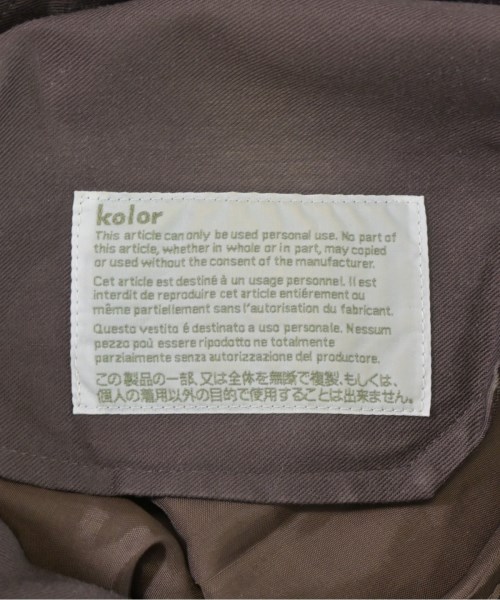 kolor
This article can only be used personal use. No part of
this article, whether in whole or in part, may copied
or used without the consent of the manufacturer.
Cet article est destiné à un usage personnel. Il est
interdit de reproduire cet article entiérement ou
même partiellement sans l'autorisation du fabricant.
Questo vestito é destinato a uso personale. Nessum
pezzo può essere ripodotto ne totalmente
parzialmente senza autorizzazione del productore.
この製品の一部、又は全体を無断で複製、もしくは、
個人の着用以外の目的で使用することは出来ません。